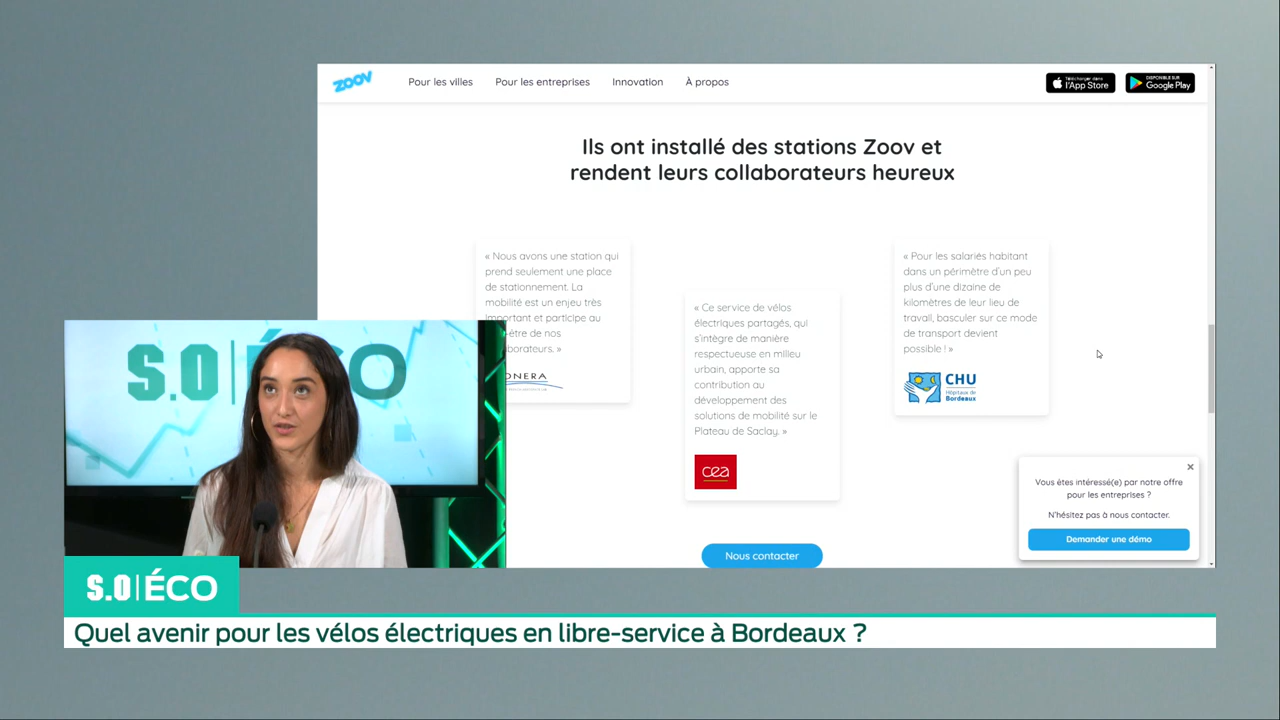 ZOOV
Pour les villes
Pour les entreprises
Innovation
À propos
Télécharger dans
l'App Store
DISPONIBLE SUR
Google Play
Ils ont installé des stations Zoov et
rendent leurs collaborateurs heureux
« Nous avons une station qui
prend seulement une place
de stationnement. La
mobilité est un enjeu très
important et participe au
-être de nos
borateurs. »
ONERA
« Ce service de vélos
électriques partagés, qui
s'intègre de manière
respectueuse en milieu
urbain, apporte sa
contribution au
développement des
solutions de mobilité sur le
Plateau de Saclay. »
cea
« Pour les salariés habitant
dans un périmètre d'un peu
plus d'une dizaine de
kilomètres de leur lieu de
travail, basculer sur ce mode
de transport devient
possible ! »
CHU
Hôpitaux de
Bordeaux
Nous contacter
Vous êtes intéressé(e) par notre offre
pour les entreprises ?
N'hésitez pas à nous contacter.
Demander une démo
S.O ÉCO
S.O ÉCO
Quel avenir pour les vélos électriques en libre-service à Bordeaux ?